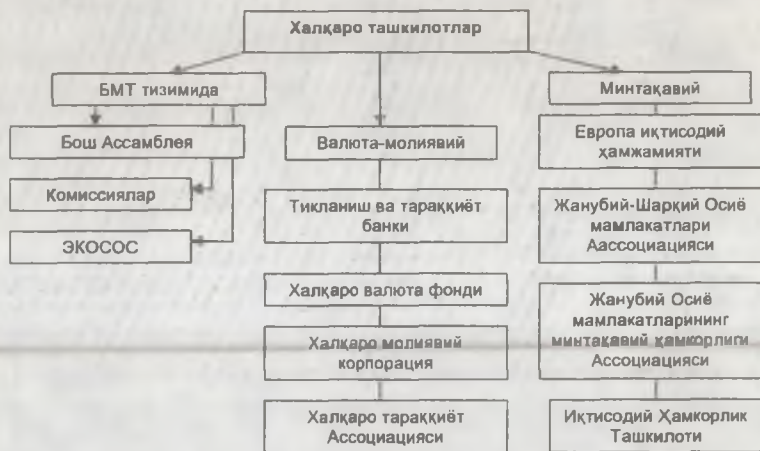 Халқаро ташкилотлар
БМТ тизимида
Бош Ассамблея
Комиссиялар
ЭКОСОС
Валюта-молиявий
Тикланиш ва тараққиёт
банки
Халқаро валюта фонди
Халқаро молиявий
корпорация
Халқаро тараққиёт
Ассоциацияси
Минтақавий
Европа иқтисодий
ҳамжамияти
Жанубий-Шарқий Осиё
мамлакатлари
Аассоциацияси
Жанубий Осиё
мамлакатларининг
минтақавий ҳамкорлиги
Ассоциацияси
Иқтисодий Ҳамкорлик
Ташкилоти